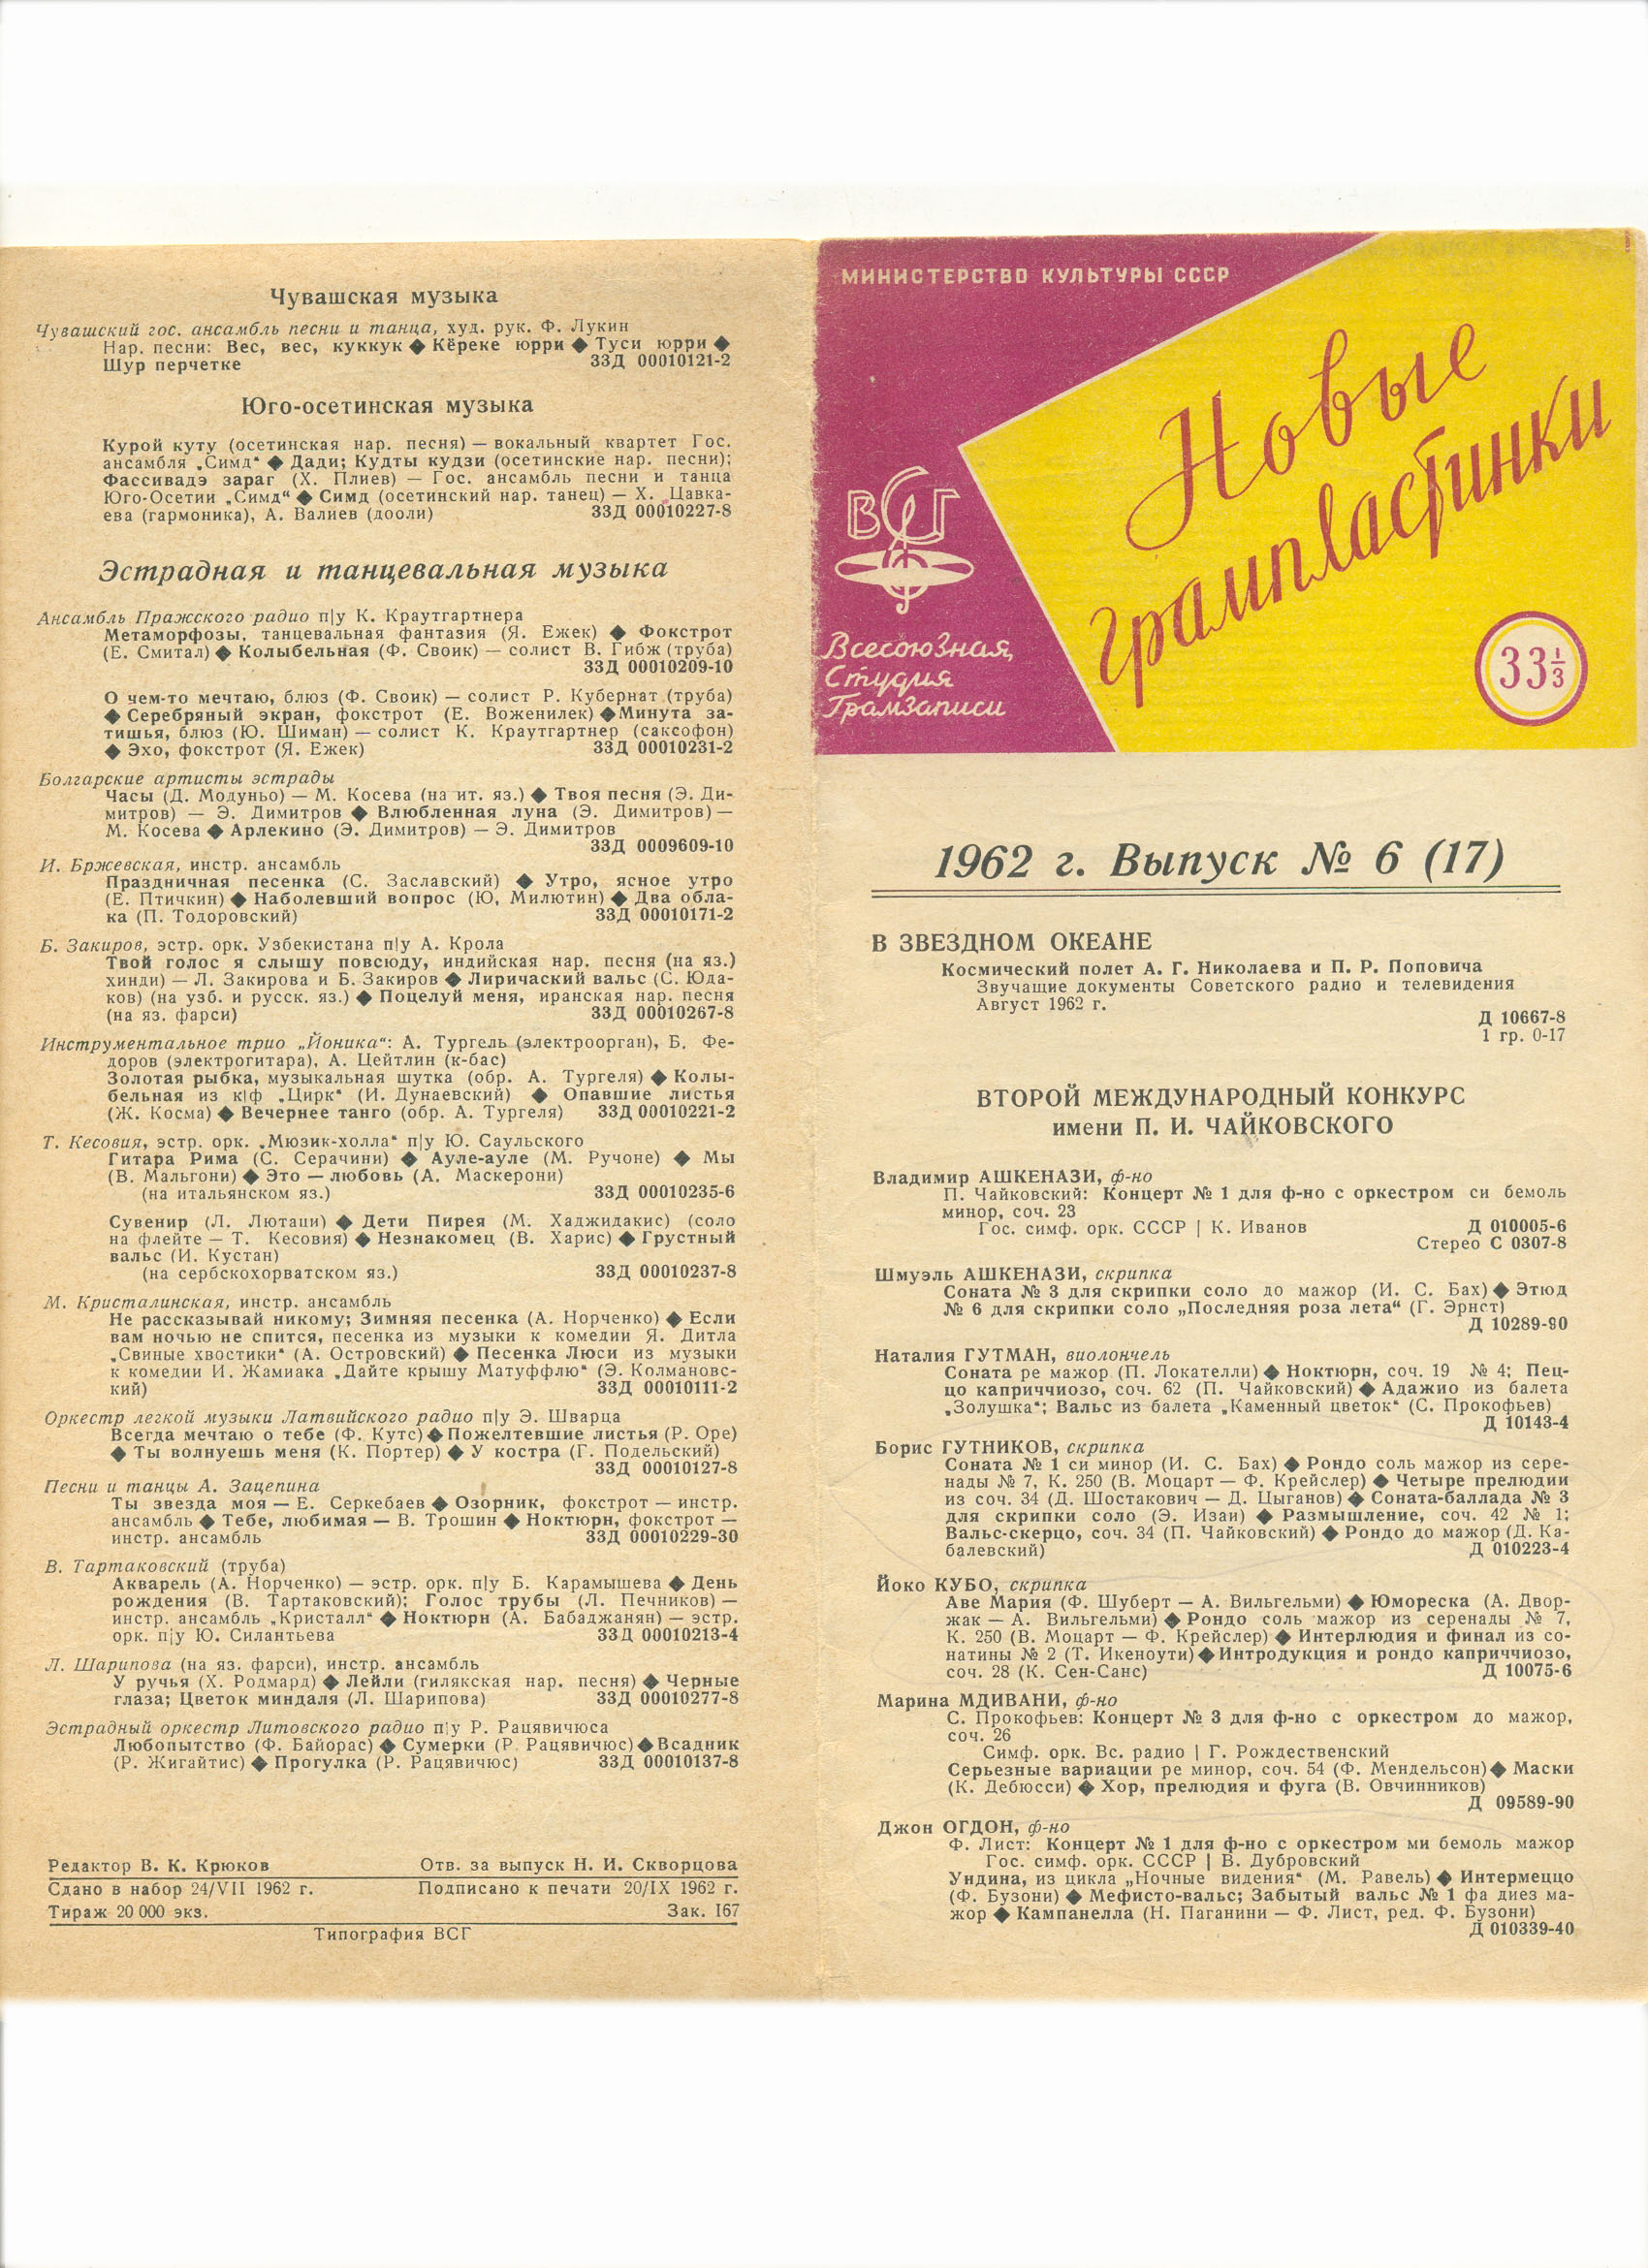 Чувашская музыка
Чувашский гос. ансамбль песни и танца, худ. рук. Ф. Лукин
Нар. песни: Вес, вес, куккук ◆ Кёреке юрри ◆ Туси юрри ◆
Шур перчетке 33Д 00010121-2
Юго-осетинская музыка
Курой куту (осетинская нар. песня) — вокальный квартет Гос.
ансамбля „Симд“ ◆ Дади; Кудты кудзи (осетинские нар. песни);
Фассивадэ зараг (Х. Плиев) — Гос. ансамбль песни и танца
Юго-Осетии „Симд“ ◆ Симд (осетинский нар. танец) — Х. Цавка-
ева (гармоника), А. Валиев (дооли) 33Д 00010227-8
Эстрадная и танцевальная музыка
Ансамбль Пражского радио п|у К. Краутгартнера
Метаморфозы, танцевальная фантазия (Я. Ежек) ◆ Фокстрот
(Е. Смитал) ◆ Колыбельная (Ф. Своик) — солист В. Гибж (труба)
33Д 00010209-10
О чем-то мечтаю, блюз (Ф. Своик) — солист Р. Кубернат (труба)
◆ Серебряный экран, фокстрот (Е. Воженилек) ◆ Минута за-
тишья, блюз (Ю. Шиман) — солист К. Краутгартнер (саксофон)
◆ Эхо, фокстрот (Я. Ежек) 33Д 00010231-2
Болгарские артисты эстрады
Часы (Д. Модуньо) — М. Косева (на ит. яз.) ◆ Твоя песня (Э. Ди-
митров) — Э. Димитров ◆ Влюбленная луна (Э. Димитров) —
М. Косева ◆ Арлекино (Э. Димитров) — Э. Димитров
33Д 0009609-10
И. Бржевская, инстр. ансамбль
Праздничная песенка (С. Заславский) ◆ Утро, ясное утро
(Е. Птичкин) ◆ Наболевший вопрос (Ю, Милютин) ◆ Два обла-
ка (П. Тодоровский) 33Д 00010171-2
Б. Закиров, эстр. орк. Узбекистана п|у А. Крола
Твой голос я слышу повсюду, индийская нар. песня (на яз.)
хинди) — Л. Закирова и Б. Закиров ◆ Лиричаский вальс (С. Юда-
ков) (на узб. и русск. яз.) ◆ Поцелуй меня, иранская нар. песня
(на яз. фарси) 33Д 00010267-8
Инструментальное трио „Йоника“: А. Тургель (электроорган), Б. Фе-
доров (электрогитара), А. Цейтлин (к-бас)
Золотая рыбка, музыкальная шутка (обр. А. Тургеля) ◆ Колы-
бельная из к|ф „Цирк“ (И. Дунаевский) ◆ Опавшие листья
(Ж. Косма) ◆ Вечернее танго (обр. А. Тургеля) 33Д 00010221-2
Т. Кесовия, эстр. орк. „Мюзик-холла“ п|у Ю. Саульского
Гитара Рима (С. Серачини) ◆ Ауле-ауле (М. Ручоне) ◆ Мы
(В. Мальгони) ◆ Это — любовь (А. Маскерони)
(на итальянском яз.) 33Д 00010235-6
Сувенир (Л. Лютаци) ◆ Дети Пирея (М. Хаджидакис) (соло
на флейте — Т. Кесовия) ◆ Незнакомец (В. Харис) ◆ Грустный
вальс (И. Кустан)
(на сербскохорватском яз.) 33Д 00010237-8
М. Кристалинская, инстр. ансамбль
Не рассказывай никому; Зимняя песенка (А. Норченко) ◆ Если
вам ночью не спится, песенка из музыки к комедии Я. Дитла
„Свиные хвостики“ (А. Островский) ◆ Песенка Люси из музыки
к комедии И. Жамиака „Дайте крышу Матуффлю“ (Э. Колмановс-
кий) 33Д 00010111-2
Оркестр легкой музыки Латвийского радио п|у Э. Шварца
Всегда мечтаю о тебе (Ф. Кутс) ◆ Пожелтевшие листья (Р. Оре)
◆ Ты волнуешь меня (К. Портер) ◆ У костра (Г. Подельский)
33Д 00010127-8
Песни и танцы А. Зацепина
Ты звезда моя — Е. Серкебаев ◆ Озорник, фокстрот — инстр.
ансамбль ◆ Тебе, любимая — В. Трошин ◆ Ноктюрн, фокстрот —
инстр. ансамбль 33Д 00010229-30
В. Тартаковский (труба)
Акварель (А. Норченко) — эстр. орк. п|у Б. Карамышева ◆ День
рождения (В. Тартаковский); Голос трубы (Л. Печников) —
инстр. ансамбль „Кристалл“ ◆ Ноктюрн (А. Бабаджанян) — эстр.
орк. п|у Ю. Силантьева 33Д 00010213-4
Л. Шарипова (на яз. фарси), инстр. ансамбль
У ручья (Х. Родмард) ◆ Лейли (гилякская нар. песня) ◆ Черные
глаза; Цветок миндаля (Л. Шарипова) 33Д 00010277-8
Эстрадный оркестр Литовского радио п|у Р. Рацявичюса
Любопытство (Ф. Байорас) ◆ Сумерки (Р. Рацявичюс) ◆ Всадник
(Р. Жигайтис) ◆ Прогулка (Р. Рацявичюс) 33Д 00010137-8
Редактор В. К. Крюков Отв. за выпуск Н. И. Скворцова
Сдано в набор 24/VII 1962 г. Подписано к печати 20/IX 1962 г.
Тираж 20 000 экз. Зак. 167
Типография ВСГ
МИНИСТЕРСТВО КУЛЬТУРЫ СССР
Новые
грампластинки
ВСГ
Всесоюзная
Студия
Грамзаписи
33⅓
1962 г. Выпуск № 6 (17)
В ЗВЕЗДНОМ ОКЕАНЕ
Космический полет А. Г. Николаева и П. Р. Поповича
Звучащие документы Советского радио и телевидения
Август 1962 г.
Д 10667-8
1 гр. 0-17
ВТОРОЙ МЕЖДУНАРОДНЫЙ КОНКУРС
имени П. И. ЧАЙКОВСКОГО
Владимир АШКЕНАЗИ, ф-но
П. Чайковский: Концерт № 1 для ф-но с оркестром си бемоль
минор, соч. 23
Гос. симф. орк. СССР | К. Иванов Д 010005-6
Стерео С 0307-8
Шмуэль АШКЕНАЗИ, скрипка
Соната № 3 для скрипки соло до мажор (И. С. Бах) ◆ Этюд
№ 6 для скрипки соло „Последняя роза лета“ (Г. Эрнст)
Д 10289-90
Наталия ГУТМАН, виолончель
Соната ре мажор (П. Локателли) ◆ Ноктюрн, соч. 19 № 4; Пец-
цо каприччиозо, соч. 62 (П. Чайковский) ◆ Адажио из балета
„Золушка“; Вальс из балета „Каменный цветок“ (С. Прокофьев)
Д 10143-4
Борис ГУТНИКОВ, скрипка
Соната № 1 си минор (И. С. Бах) ◆ Рондо соль мажор из сере-
нады № 7, К. 250 (В. Моцарт — Ф. Крейслер) ◆ Четыре прелюдии
из соч. 34 (Д. Шостакович — Д. Цыганов) ◆ Соната-баллада № 3
для скрипки соло (Э. Изаи) ◆ Размышление, соч. 42 № 1;
Вальс-скерцо, соч. 34 (П. Чайковский) ◆ Рондо до мажор (Д. Ка-
балевский) Д 010223-4
Йоко КУБО, скрипка
Аве Мария (Ф. Шуберт — А. Вильгельми) ◆ Юмореска (А. Двор-
жак — А. Вильгельми) ◆ Рондо соль мажор из серенады № 7,
К. 250 (В. Моцарт — Ф. Крейслер) ◆ Интерлюдия и финал из со-
натины № 2 (Т. Икеноути) ◆ Интродукция и рондо каприччиозо,
соч. 28 (К. Сен-Санс) Д 10075-6
Марина МДИВАНИ, ф-но
С. Прокофьев: Концерт № 3 для ф-но с оркестром до мажор,
соч. 26
Симф. орк. Вс. радио | Г. Рождественский
Серьезные вариации ре минор, соч. 54 (Ф. Мендельсон) ◆ Маски
(К. Дебюсси) ◆ Хор, прелюдия и фуга (В. Овчинников)
Д 09589-90
Джон ОГДОН, ф-но
Ф. Лист: Концерт № 1 для ф-но с оркестром ми бемоль мажор
Гос. симф. орк. СССР | В. Дубровский
Ундина, из цикла „Ночные видения“ (М. Равель) ◆ Интермеццо
(Ф. Бузони) ◆ Мефисто-вальс; Забытый вальс № 1 фа диез ма-
жор ◆ Кампанелла (Н. Паганини — Ф. Лист, ред. Ф. Бузони)
Д 010339-40